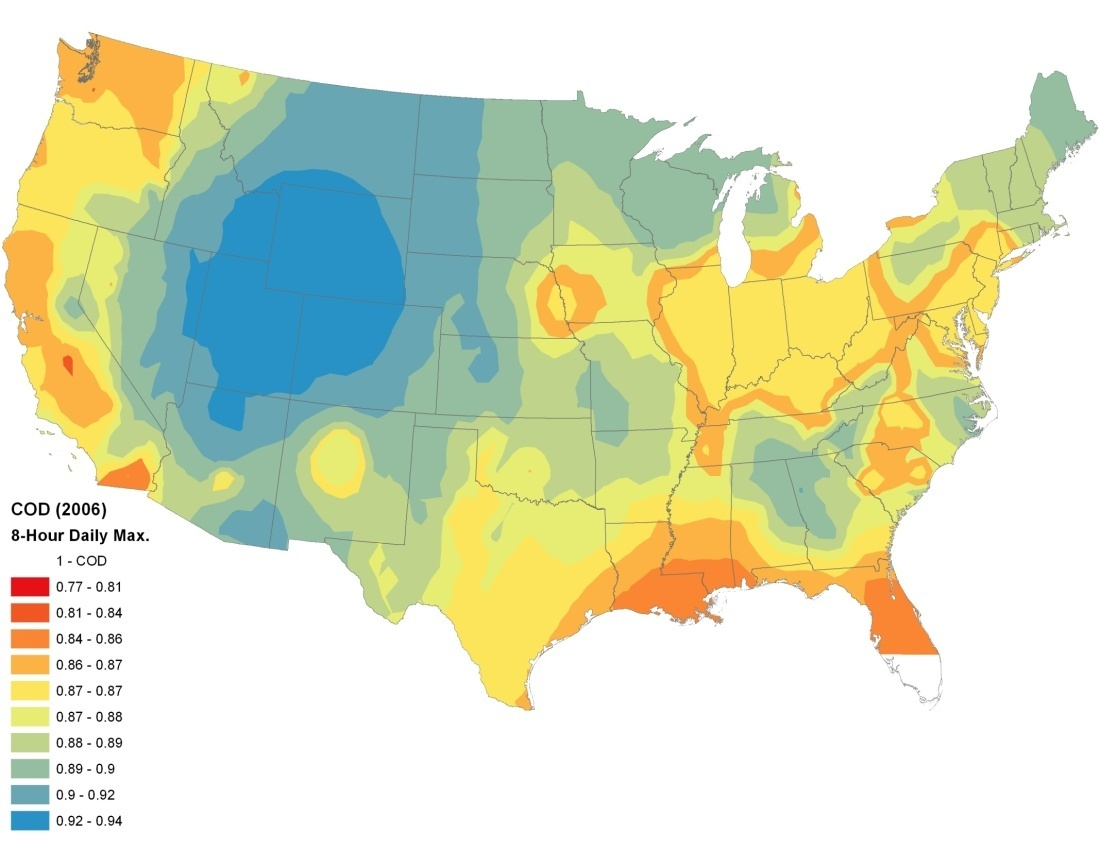 COD (2006)
8-Hour Daily Max.
1 - COD
0.77 - 0.81
0.81 - 0.84
0.84 - 0.86
0.86 - 0.87
0.87 - 0.87
0.87 - 0.88
0.88 - 0.89
0.89 - 0.9
0.9 - 0.92
0.92 - 0.94